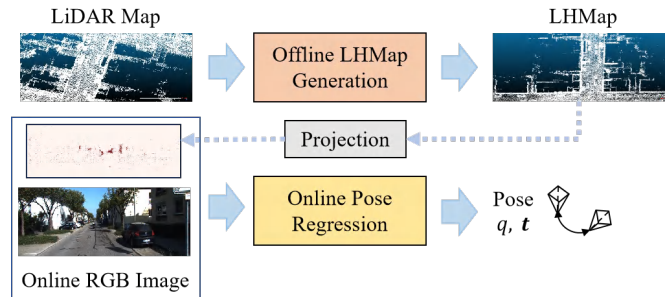 LiDAR Map
Offline LHMap
Generation
LHMap
Projection
Online Pose
Regression
Pose
q, t
Online RGB Image